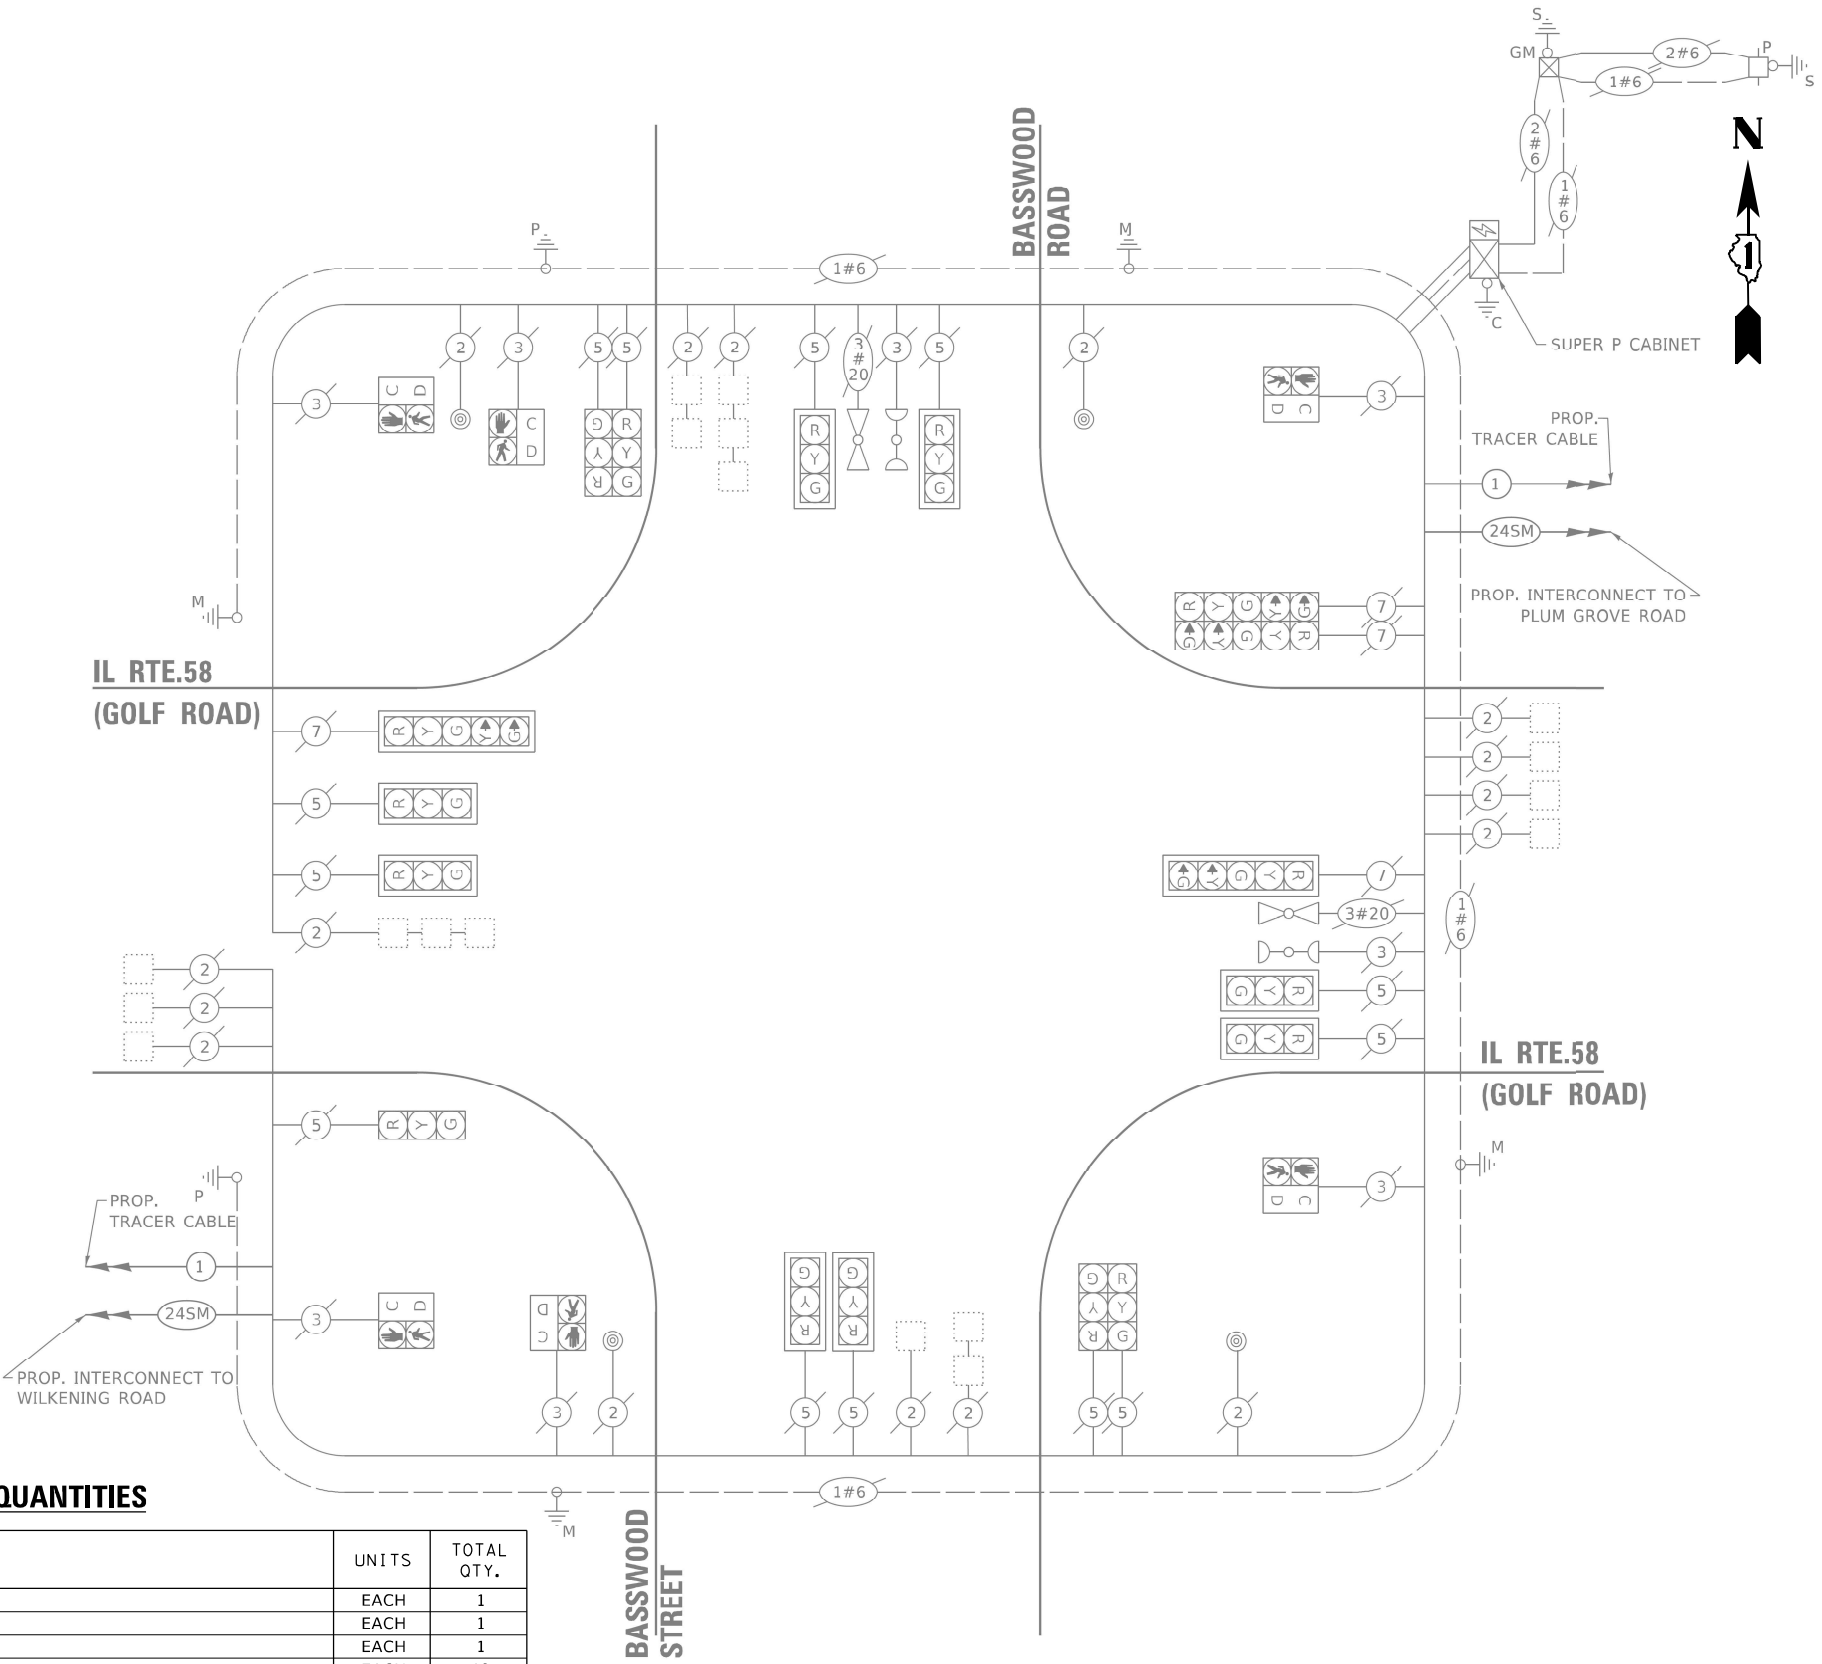 S
GM
2#6
P
1#6
S
N
2
#
6
1
#
6
1
BASSWOOD
ROAD
P
M
1#6
C
SUPER P CABINET
2
3
5
5
2
2
5
3
#
20
3
5
2
3
C D
C
D
G R
Y Y
R G
R
Y
G
R
Y
G
D C
3
PROP.
TRACER CABLE
1
24SM
PROP. INTERCONNECT TO
PLUM GROVE ROAD
M
R Y G Y G
7
G Y G Y R
7
IL RTE.58
(GOLF ROAD)
7
R Y G Y G
2
2
2
2
5
R Y G
5
R Y G
G Y G Y R
7
3#20
1
#
6
2
3
2
G Y R
5
2
2
G Y R
5
IL RTE.58
(GOLF ROAD)
5
R Y G
M
P
3
D C
PROP.
TRACER CABLE
1
24SM
3
C D
D
C
G
Y
R
G
Y
R
G R
Y Y
R G
PROP. INTERCONNECT TO
WILKENING ROAD
3
2
5
5
2
2
5
5
2
1#6
M
QUANTITIES
BASSWOOD
STREET
UNITS
TOTAL
QTY.
EACH 1
EACH 1
EACH 1